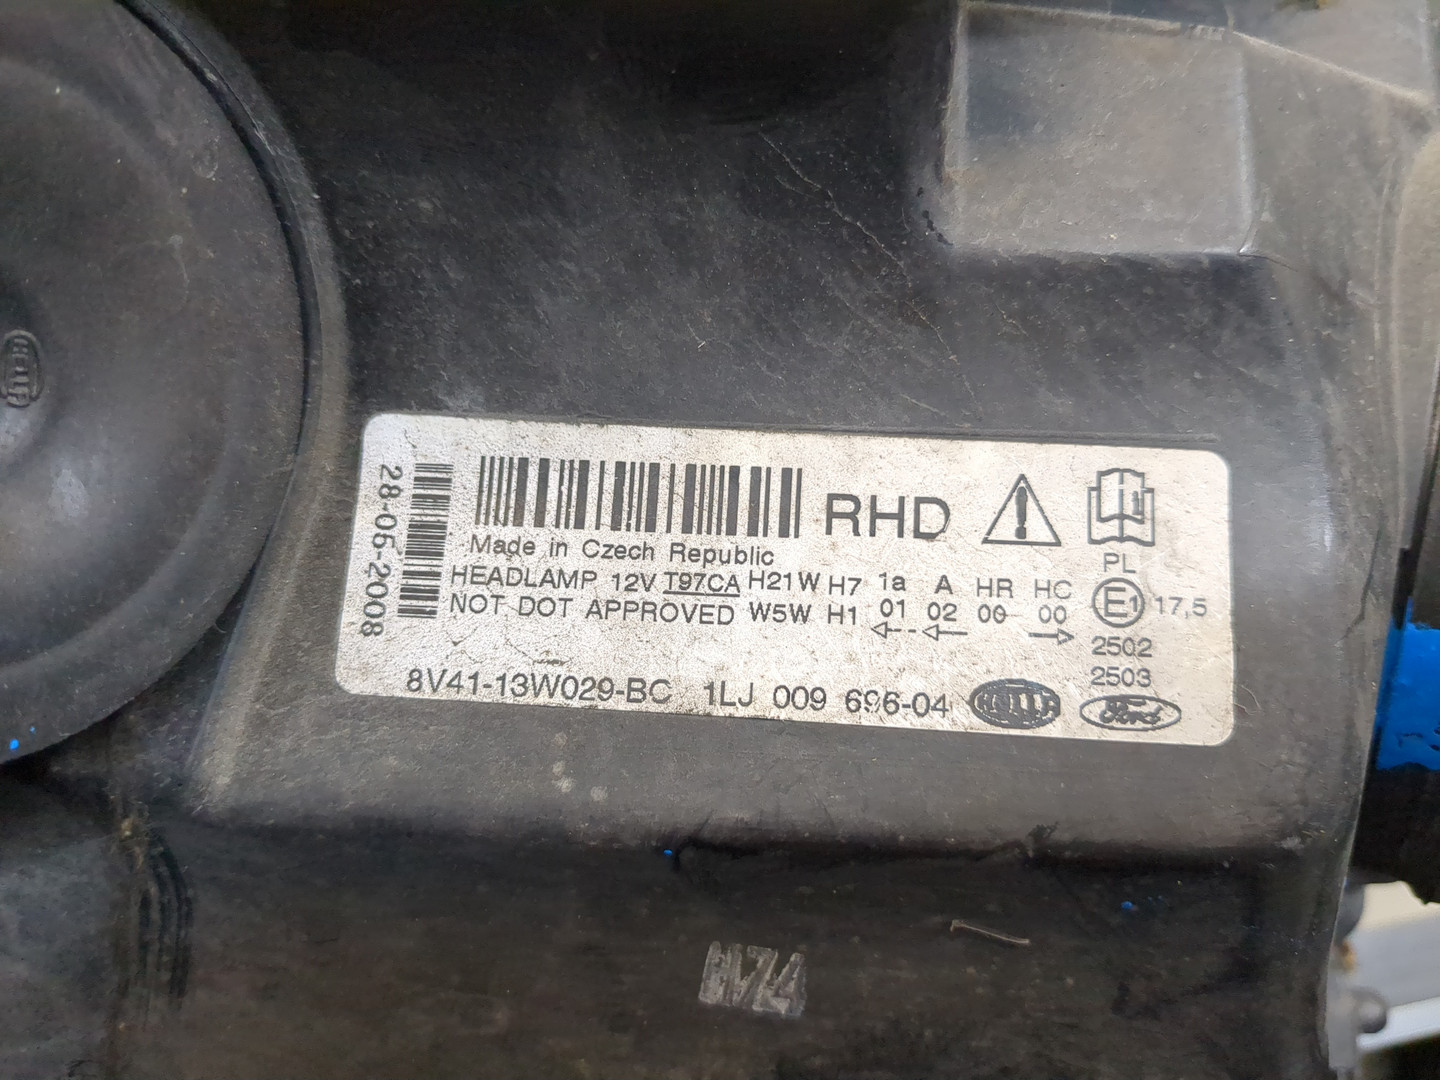 HELLA
28-05-2008
RHD
Made in Czech Republic
PL
HEADLAMP 12V T97CA H21W H7 1a A HR HC
E1 17,5
NOT DOT APPROVED W5W H1 01 02 00 00
2502
2503
8V41-13W029-BC 1LJ 009 696-04 HELLA Ford